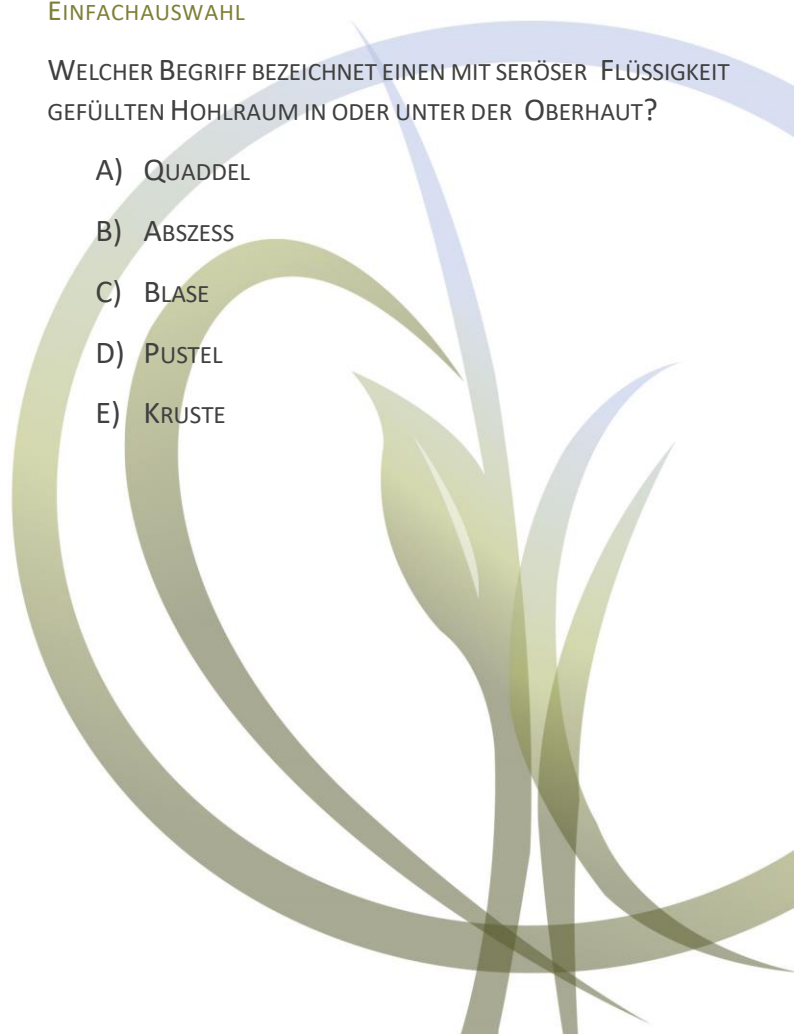 Einfachauswahl
Welcher Begriff bezeichnet einen mit seröser Flüssigkeit
gefüllten Hohlraum in oder unter der Oberhaut?
A) Quaddel
B) Abszess
C) Blase
D) Pustel
E) Kruste